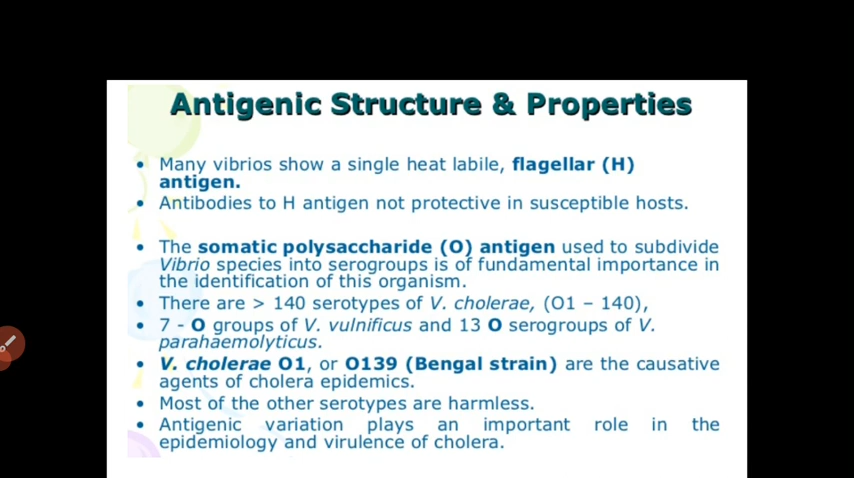 Antigenic Structure & Properties
• Many vibrios show a single heat labile, flagellar (H)
antigen.
• Antibodies to H antigen not protective in susceptible hosts.
• The somatic polysaccharide (O) antigen used to subdivide
Vibrio species into serogroups is of fundamental importance in
the identification of this organism.
• There are > 140 serotypes of V. cholerae, (O1 – 140),
• 7 - O groups of V. vulnificus and 13 O serogroups of V.
parahaemolyticus.
• V. cholerae O1, or O139 (Bengal strain) are the causative
agents of cholera epidemics.
• Most of the other serotypes are harmless.
• Antigenic variation plays an important role in the
epidemiology and virulence of cholera.